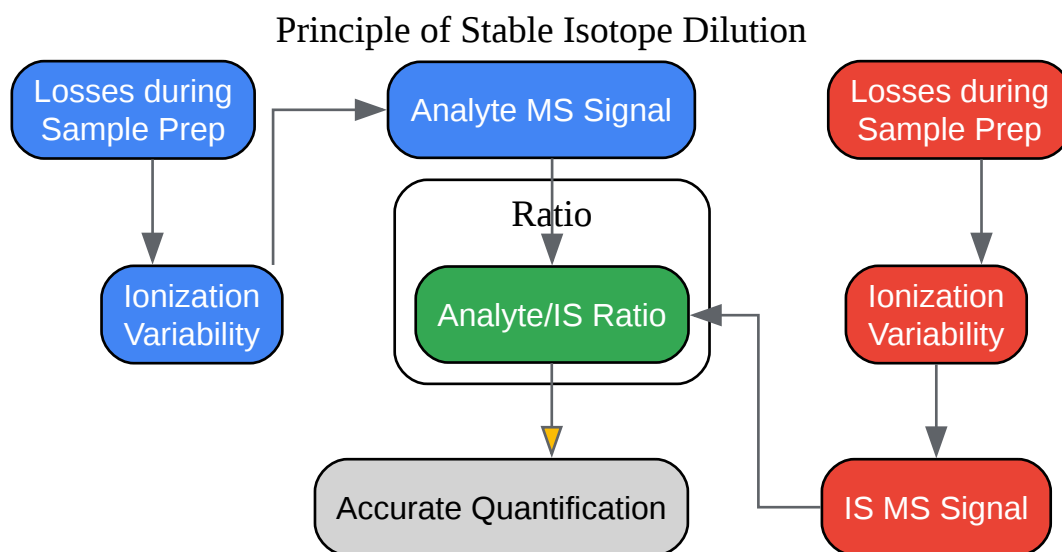 Principle of Stable Isotope Dilution
Losses during
Sample Prep
Analyte MS Signal
Losses during
Sample Prep
Ratio
Ionization
Variability
Analyte/IS Ratio
Ionization
Variability
Accurate Quantification
IS MS Signal